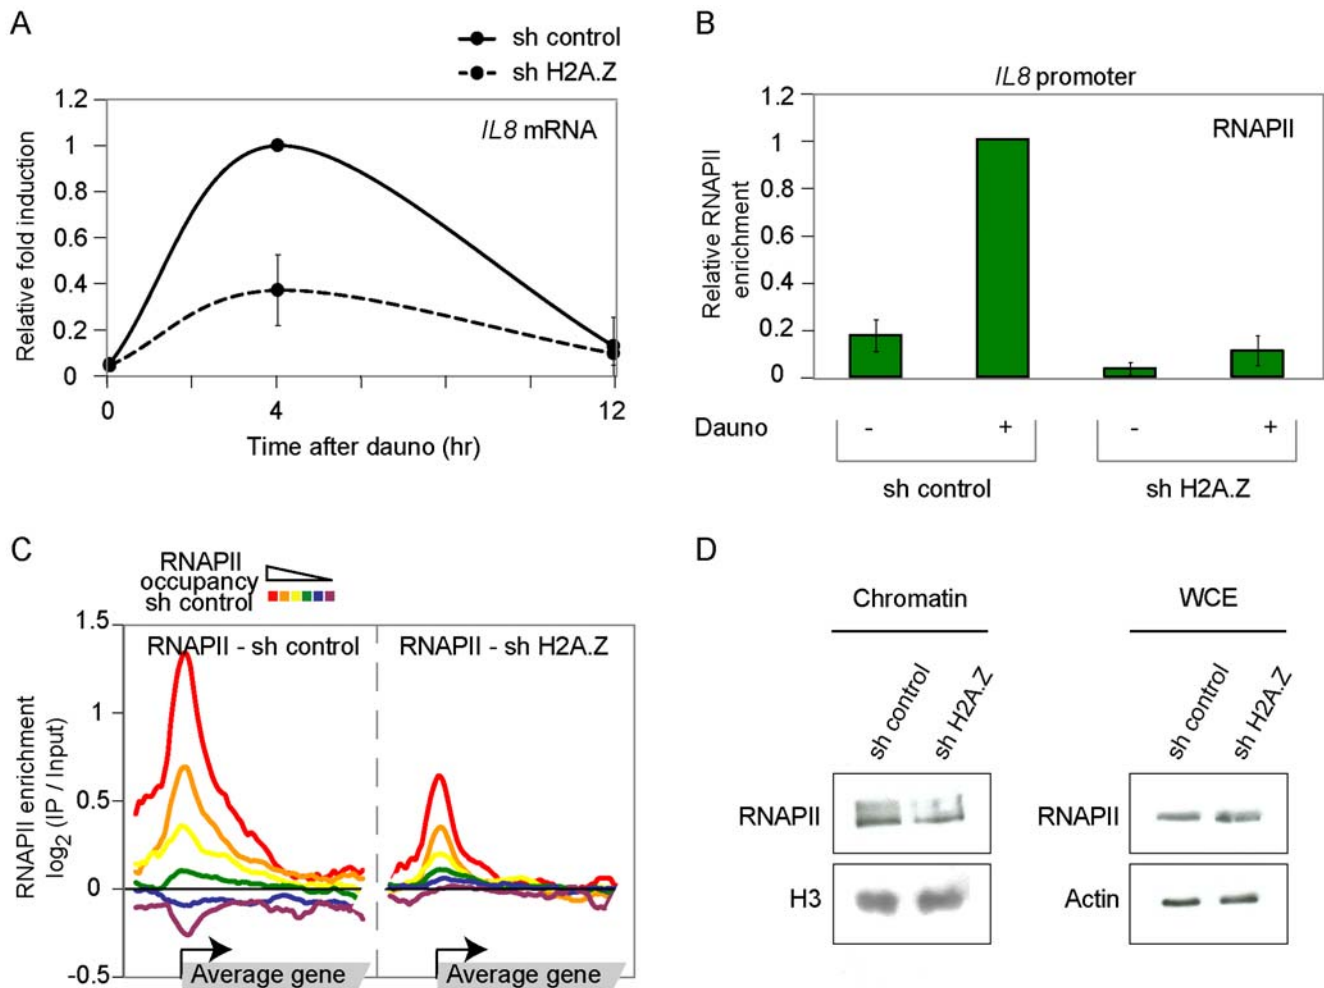 A
sh control
sh H2A.Z
IL8 mRNA
Relative fold induction
1.2
1
0.8
0.6
0.4
0.2
0
0
4
12
Time after dauno (hr)
B
IL8 promoter
RNAPII
Relative RNAPII
enrichment
1.2
1
0.8
0.6
0.4
0.2
0
Dauno - + - +
sh control
sh H2A.Z
C
RNAPII
occupancy
sh control
RNAPII - sh control
RNAPII - sh H2A.Z
RNAPII enrichment
log2 (IP / Input)
1.5
1
0.5
0
-0.5
Average gene
Average gene
D
Chromatin
WCE
sh control
sh H2A.Z
sh control
sh H2A.Z
RNAPII
H3
RNAPII
Actin